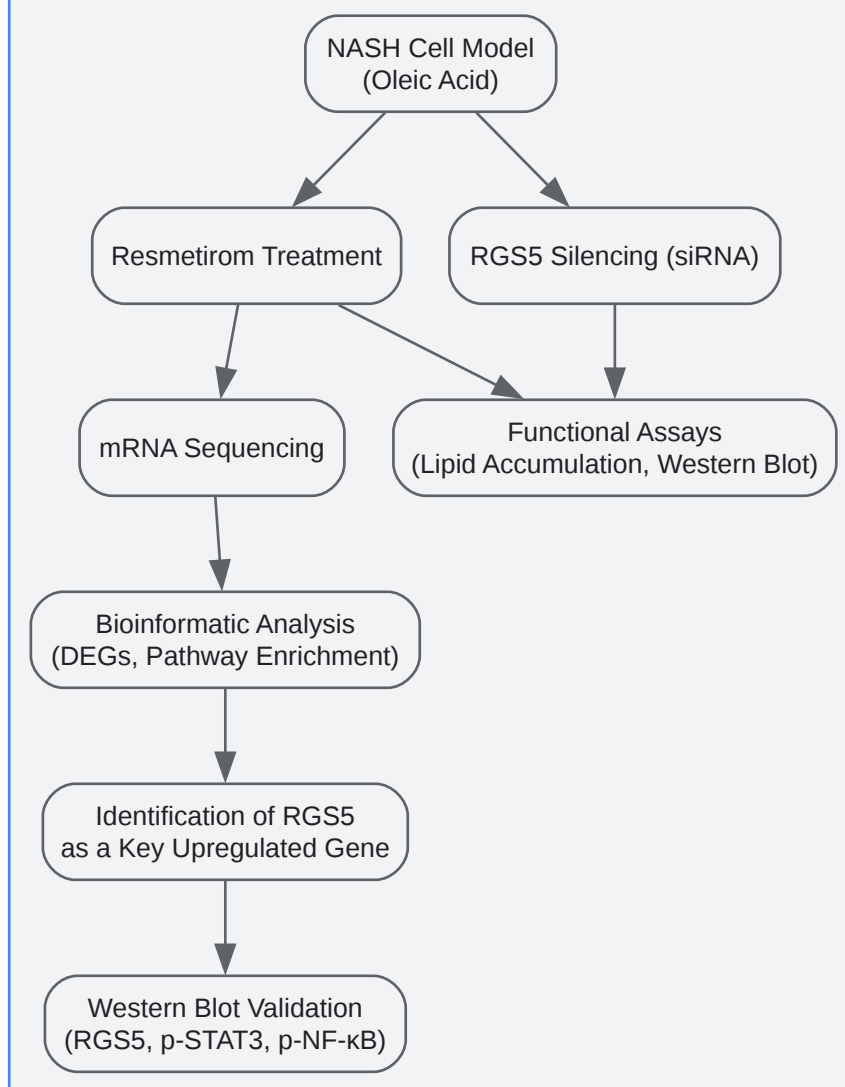 NASH Cell Model
(Oleic Acid)
Resmetirom Treatment
RGS5 Silencing (siRNA)
mRNA Sequencing
Functional Assays
(Lipid Accumulation, Western Blot)
Bioinformatic Analysis
(DEGs, Pathway Enrichment)
Identification of RGS5
as a Key Upregulated Gene
Western Blot Validation
(RGS5, p-STAT3, p-NF-κB)